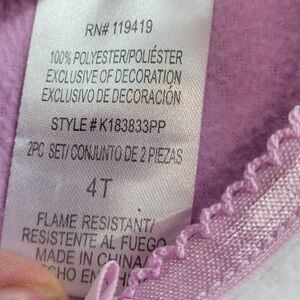 RN# 119419
100% POLYESTER/POLIÉSTER
EXCLUSIVE OF DECORATION
EXCLUSIVO DE DECORACIÓN
STYLE # K183833PP
2PC SET/ CONJUNTO DE 2 PIEZAS
4T
FLAME RESISTANT/
RESISTENTE AL FUEGO
MADE IN CHINA/